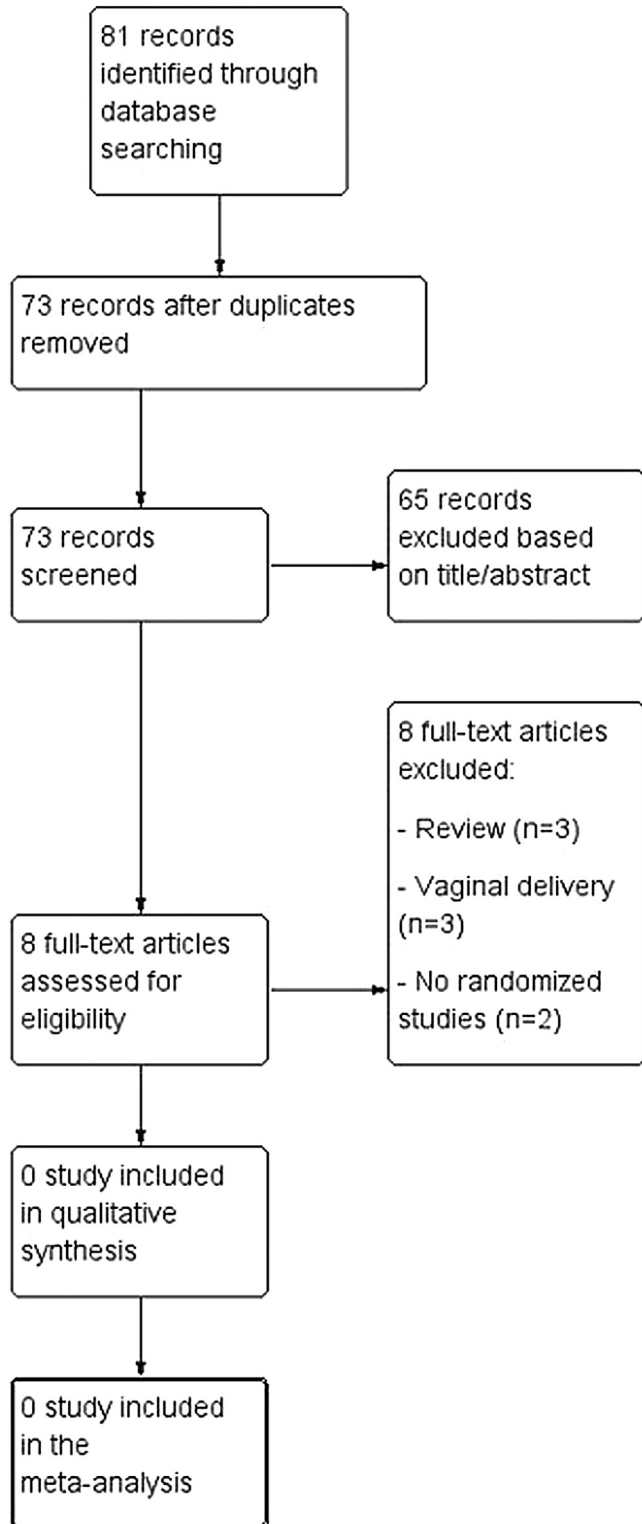 81 records
identified through
database
searching
73 records after duplicates
removed
73 records
screened
65 records
excluded based
on title/abstract
8 full-text articles
excluded:
- Review (n=3)
- Vaginal delivery
(n=3)
- No randomized
studies (n=2)
8 full-text articles
assessed for
eligibility
0 study included
in qualitative
synthesis
0 study included
in the
meta-analysis